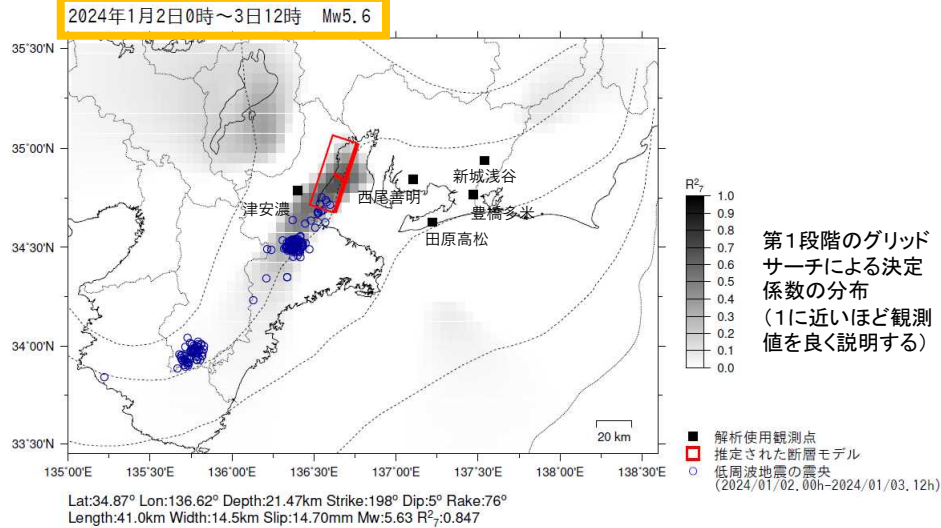 2024年1月2日0時～3日12時 Mw5.6
35˚30'N
35˚00'N
34˚30'N
34˚00'N
33˚30'N
135˚00'E
135˚30'E
136˚00'E
136˚30'E
137˚00'E
137˚30'E
138˚00'E
138˚30'E
津安濃
西尾善明
新城浅谷
豊橋多米
田原高松
20 km
R²₇
1.0
0.9
0.8
0.7
0.6
0.5
0.4
0.3
0.2
0.1
0.0
第1段階のグリッド
サーチによる決定
係数の分布
(1に近いほど観測
値を良く説明する)
解析使用観測点
推定された断層モデル
低周波地震の震央
(2024/01/02.00h-2024/01/03.12h)
Lat:34.87° Lon:136.62° Depth:21.47km Strike:198° Dip:5° Rake:76°
Length:41.0km Width:14.5km Slip:14.70mm Mw:5.63 R²₇:0.847